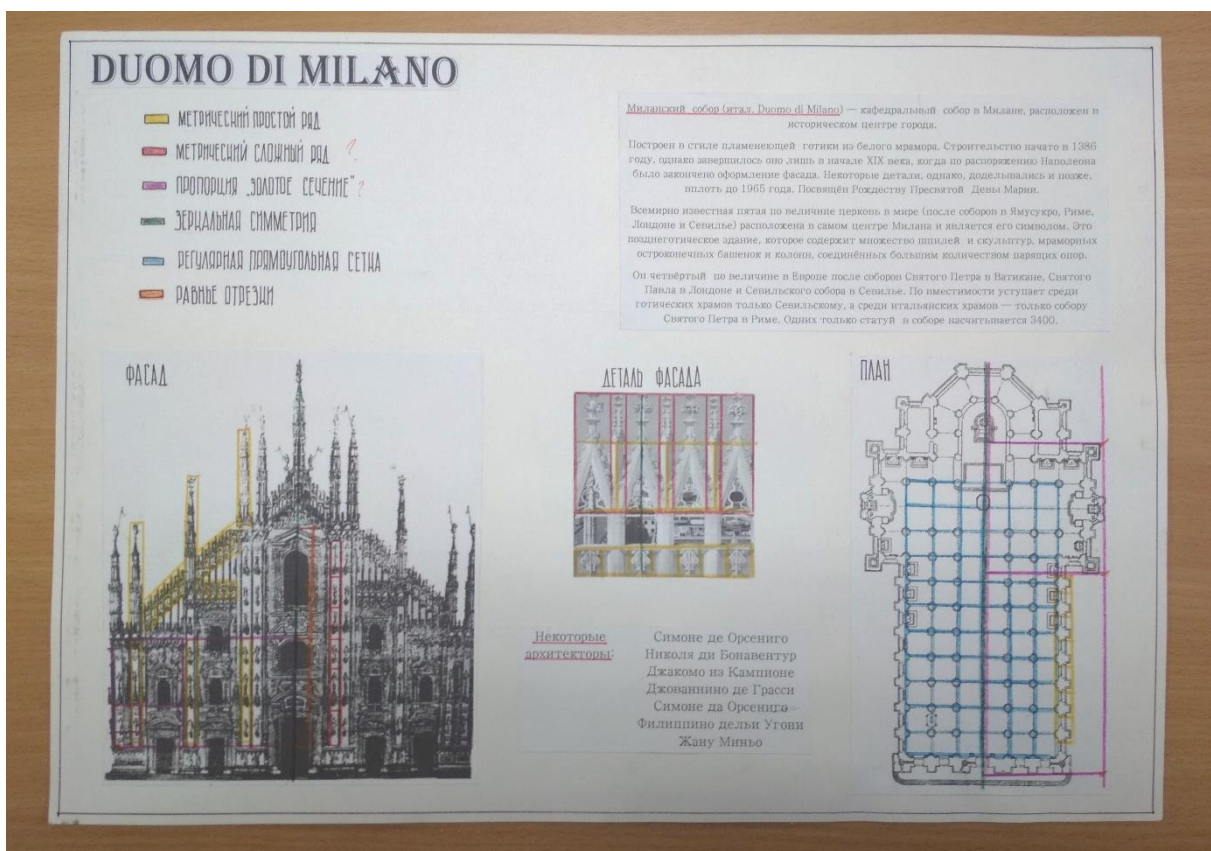 DUOMO DI MILANO
МЕТРИЧЕСКИЙ ПРОСТОЙ РЯД
МЕТРИЧЕСКИЙ СЛОЖНЫЙ РЯД ?
ПРОПОРЦИЯ „ЗОЛОТОЕ СЕЧЕНИЕ" ?
ЗЕРКАЛЬНАЯ СИММЕТРИЯ
РЕГУЛЯРНАЯ ПРЯМОУГОЛЬНАЯ СЕТКА
РАВНЫЕ ОТРЕЗКИ
Миланский собор (итал. Duomo di Milano) — кафедральный собор в Милане, расположен в
историческом центре города.
Построен в стиле пламенеющей готики из белого мрамора. Строительство начато в 1386
году, однако завершилось оно лишь в начале XIX века, когда по распоряжению Наполеона
было закончено оформление фасада. Некоторые детали, однако, доделывались и позже,
вплоть до 1965 года. Посвящён Рождеству Пресвятой Девы Марии.
Всемирно известная пятая по величине церковь в мире (после соборов в Ямусукро, Риме,
Лондоне и Севилье) расположена в самом центре Милана и является его символом. Это
позднеготическое здание, которое содержит множество шпилей и скульптур, мраморных
остроконечных башенок и колонн, соединённых большим количеством парящих опор.
Он четвёртый по величине в Европе после соборов Святого Петра в Ватикане, Святого
Павла в Лондоне и Севильского собора в Севилье. По вместимости уступает среди
готических храмов только Севильскому, а среди итальянских храмов — только собору
Святого Петра в Риме. Одних только статуй в соборе насчитывается 3400.
ФАСАД
ДЕТАЛЬ ФАСАДА
ПЛАН
Некоторые
архитекторы:
Симоне де Орсениго
Николя ди Бонавентур
Джакомо из Кампионе
Джованнино де Грасси
Симоне да Орсениго
Филиппино дельи Угони
Жану Миньо